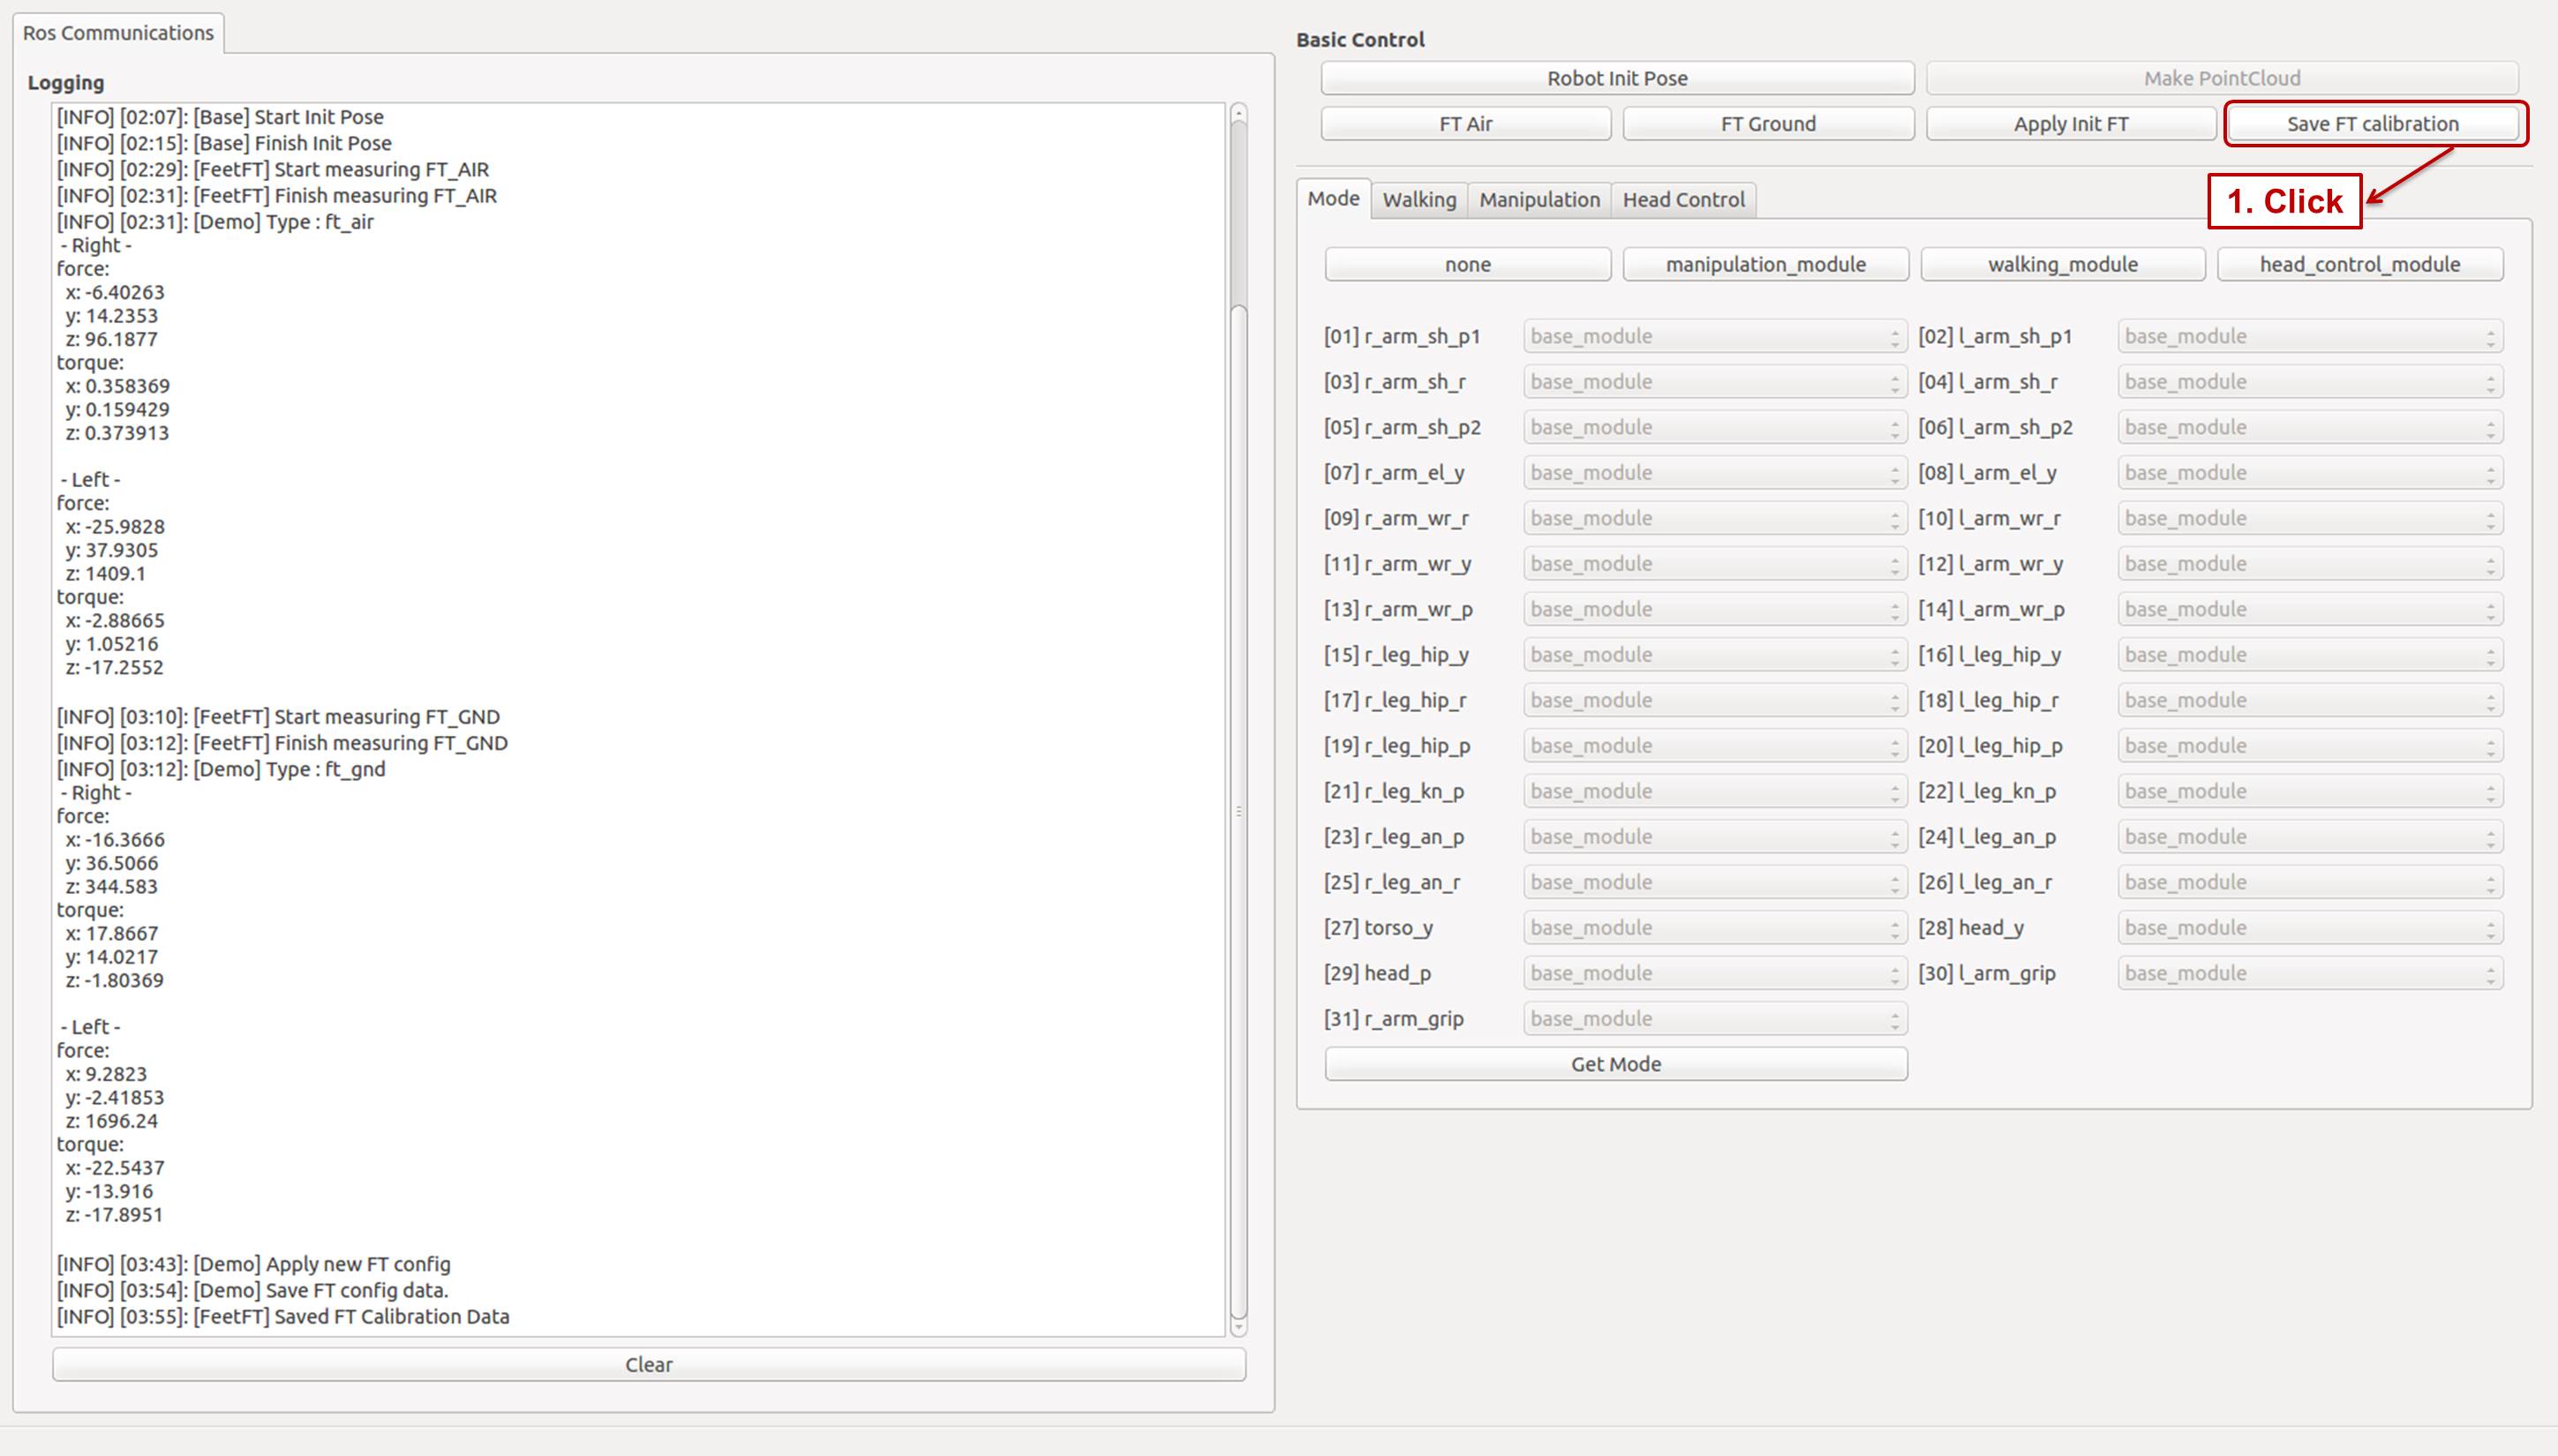 Ros Communications
Logging
[INFO] [02:07]: [Base] Start Init Pose
[INFO] [02:15]: [Base] Finish Init Pose
[INFO] [02:29]: [FeetFT] Start measuring FT_AIR
[INFO] [02:31]: [FeetFT] Finish measuring FT_AIR
[INFO] [02:31]: [Demo] Type : ft_air
- Right -
force:
x: -6.40263
y: 14.2353
z: 96.1877
torque:
x: 0.358369
y: 0.159429
z: 0.373913
- Left -
force:
x: -25.9828
y: 37.9305
z: 1409.1
torque:
x: -2.88665
y: 1.05216
z: -17.2552
[INFO] [03:10]: [FeetFT] Start measuring FT_GND
[INFO] [03:12]: [FeetFT] Finish measuring FT_GND
[INFO] [03:12]: [Demo] Type : ft_gnd
- Right -
force:
x: -16.3666
y: 36.5066
z: 344.583
torque:
x: 17.8667
y: 14.0217
z: -1.80369
- Left -
force:
x: 9.2823
y: -2.41853
z: 1696.24
torque:
x: -22.5437
y: -13.916
z: -17.8951
[INFO] [03:43]: [Demo] Apply new FT config
[INFO] [03:54]: [Demo] Save FT config data.
[INFO] [03:55]: [FeetFT] Saved FT Calibration Data
Clear
Basic Control
Robot Init Pose Make PointCloud
FT Air FT Ground Apply Init FT Save FT calibration
1. Click
Mode Walking Manipulation Head Control
none manipulation_module walking_module head_control_module
[01] r_arm_sh_p1 base_module [02] l_arm_sh_p1 base_module
[03] r_arm_sh_r base_module [04] l_arm_sh_r base_module
[05] r_arm_sh_p2 base_module [06] l_arm_sh_p2 base_module
[07] r_arm_el_y base_module [08] l_arm_el_y base_module
[09] r_arm_wr_r base_module [10] l_arm_wr_r base_module
[11] r_arm_wr_y base_module [12] l_arm_wr_y base_module
[13] r_arm_wr_p base_module [14] l_arm_wr_p base_module
[15] r_leg_hip_y base_module [16] l_leg_hip_y base_module
[17] r_leg_hip_r base_module [18] l_leg_hip_r base_module
[19] r_leg_hip_p base_module [20] l_leg_hip_p base_module
[21] r_leg_kn_p base_module [22] l_leg_kn_p base_module
[23] r_leg_an_p base_module [24] l_leg_an_p base_module
[25] r_leg_an_r base_module [26] l_leg_an_r base_module
[27] torso_y base_module [28] head_y base_module
[29] head_p base_module [30] l_arm_grip base_module
[31] r_arm_grip base_module
Get Mode